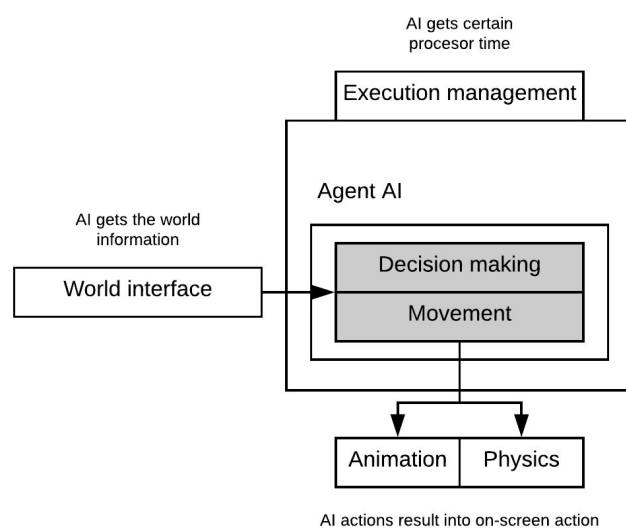 AI gets certain
procesor time
Execution management
Agent AI
AI gets the world
information
World interface
Decision making
Movement
Animation
Physics
AI actions result into on-screen action